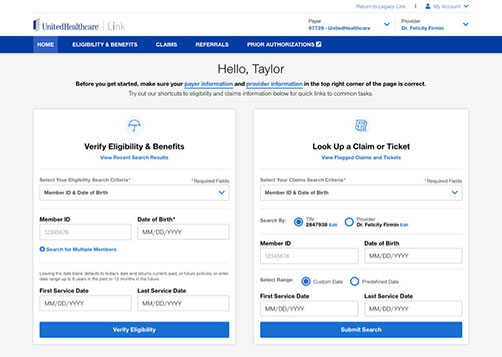 Return to Legacy Link
My Account
UnitedHealthcare | Link
Payer
87726 - UnitedHealthcare
Provider
Dr. Felicity Firmin
HOME ELIGIBILITY & BENEFITS CLAIMS REFERRALS PRIOR AUTHORIZATIONS
Hello, Taylor
Before you get started, make sure your payer information and provider information in the top right corner of the page is correct.
Try out our shortcuts to eligibility and claims information below for quick links to common tasks.
Verify Eligibility & Benefits
View Recent Search Results
Select Your Eligibility Search Criteria* *Required Fields
Member ID & Date of Birth
Member ID Date of Birth*
12345678 MM/DD/YYYY
Search for Multiple Members
Leaving the date blank defaults to today's date and returns current, past, or future policies, or enter
date range up to 6 years in the past or 12 months in the future.
First Service Date Last Service Date
MM/DD/YYYY MM/DD/YYYY
Verify Eligibility
Look Up a Claim or Ticket
View Flagged Claims and Tickets
Select Your Claims Search Criteria* *Required Fields
Member ID & Date of Birth
Search By: TIN Provider
2847938 Edit Dr. Felicity Firmin Edit
Member ID Date of Birth
12345678 MM/DD/YYYY
Select Range: Custom Date Predefined Date
First Service Date Last Service Date
MM/DD/YYYY MM/DD/YYYY
Submit Search